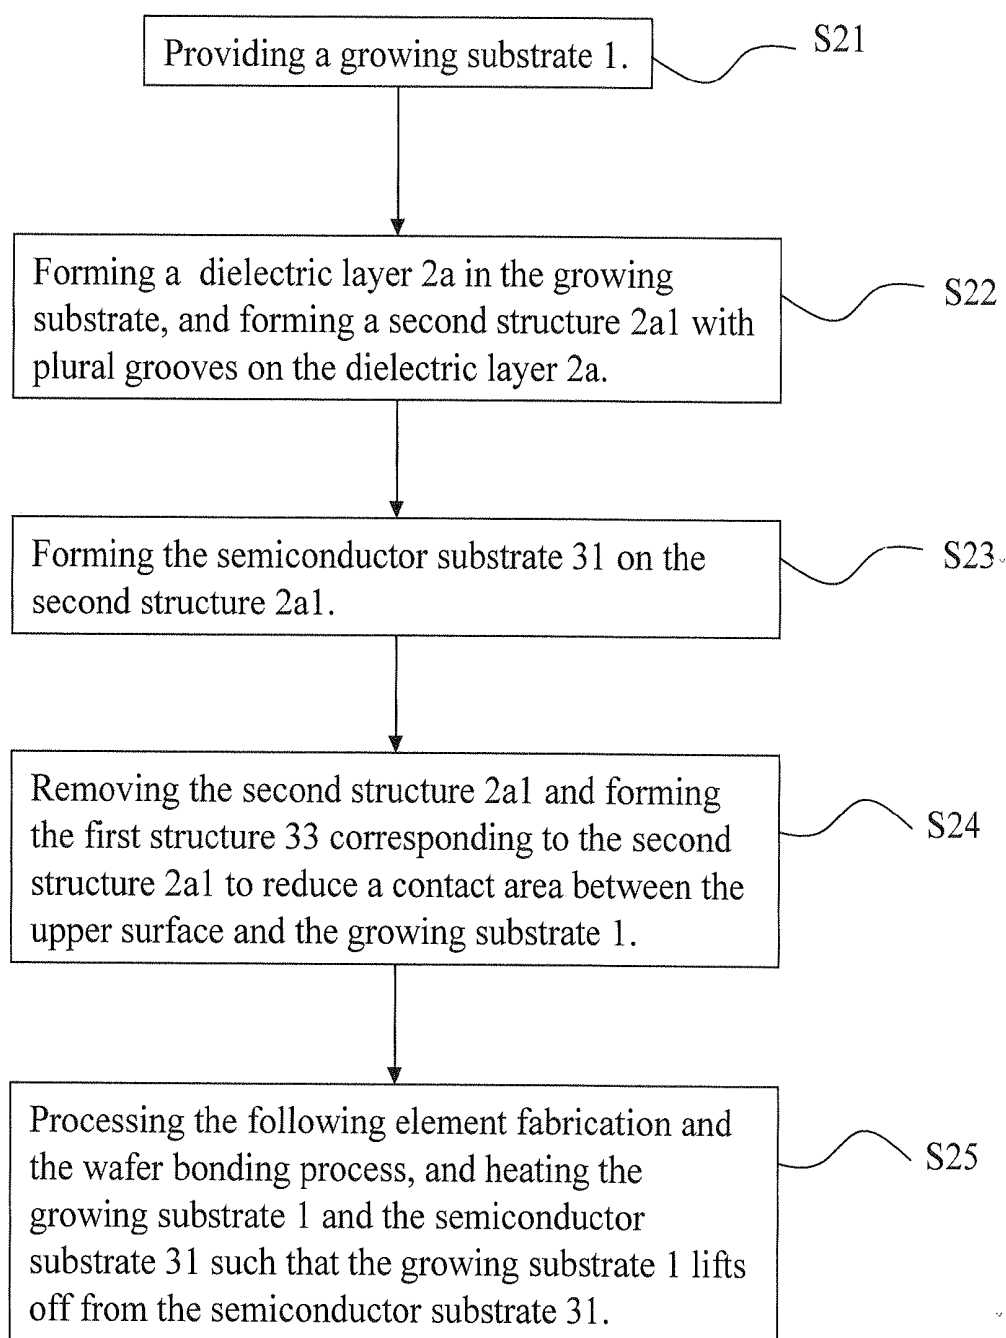 Providing a growing substrate 1.
S21
Forming a dielectric layer 2a in the growing
substrate, and forming a second structure 2a1 with
plural grooves on the dielectric layer 2a.
S22
Forming the semiconductor substrate 31 on the
second structure 2a1.
S23
Removing the second structure 2a1 and forming
the first structure 33 corresponding to the second
structure 2a1 to reduce a contact area between the
upper surface and the growing substrate 1.
S24
Processing the following element fabrication and
the wafer bonding process, and heating the
growing substrate 1 and the semiconductor
substrate 31 such that the growing substrate 1 lifts
off from the semiconductor substrate 31.
S25